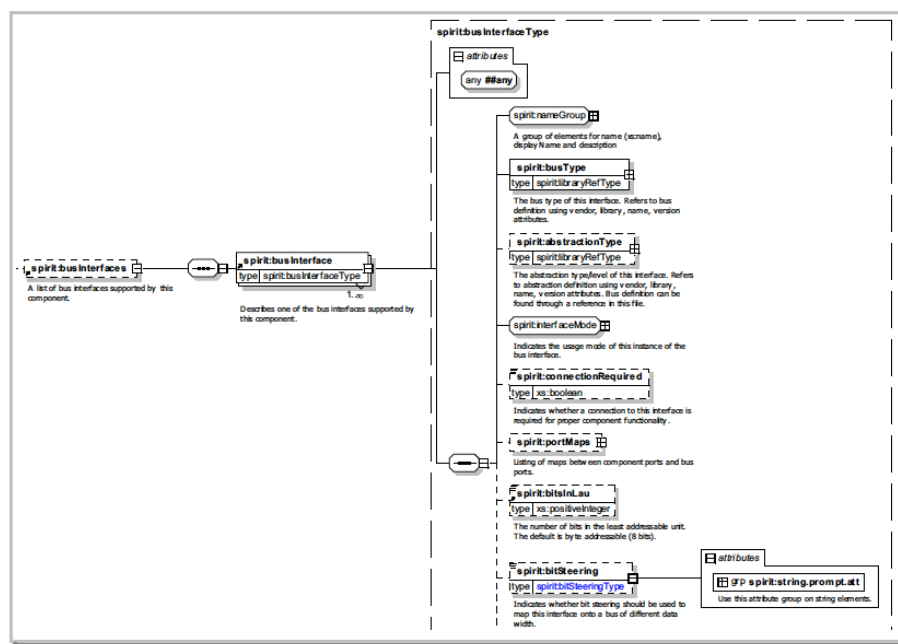 spirit:busInterfaceType
attributes
any ##any
spirit:nameGroup
A group of elements for name (xs:name),
display Name and description
spirit:busType
type spirit:libraryRefType
The bus type of this interface. Refers to bus
definition using vendor, library, name, version
attributes.
spirit:abstractionType
type spirit:libraryRefType
The abstraction type/level of this interface. Refers
to abstraction definition using vendor, library,
name, version attributes. Bus definition can be
found through a reference in this file.
spirit:busInterfaces
A list of bus interfaces supported by this
component.
spirit:busInterface
type spirit:busInterfaceType
1..∞
Describes one of the bus interfaces supported by
this component.
spirit:interfaceMode
Indicates the usage mode of this instance of the
bus interface.
spirit:connectionRequired
type xs:boolean
Indicates whether a connection to this interface is
required for proper component functionality.
spirit:portMaps
Listing of maps between component ports and bus
ports.
spirit:bitsInLau
type xs:positiveInteger
The number of bits in the least addressable unit.
The default is byte addressable (8 bits).
spirit:bitSteering
type spirit:bitSteeringType
Indicates whether bit steering should be used to
map this interface onto a bus of different data
width.
attributes
grp spirit:string.prompt.att
Use this attribute group on string elements.